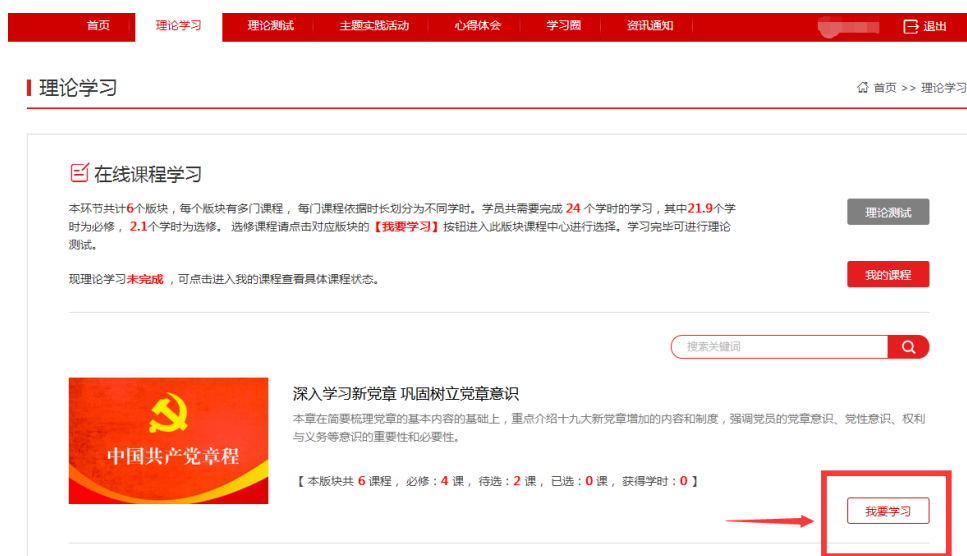 首页 理论学习 理论测试 主题实践活动 心得体会 学习圈 资讯通知 退出
理论学习
首页 >> 理论学习
在线课程学习
本环节共计6个版块，每个版块有多门课程， 每门课程依据时长划分为不同学时。学员共需要完成 24 个学时的学习，其中21.9个学
时为必修， 2.1个学时为选修。 选修课程请点击对应版块的【我要学习】按钮进入此版块课程中心进行选择。学习完毕可进行理论
测试。
理论测试
现理论学习未完成 ，可点击进入我的课程查看具体课程状态。
我的课程
搜索关键词
中国共产党章程
深入学习新党章 巩固树立党章意识
本章在简要梳理党章的基本内容的基础上，重点介绍十九大新党章增加的内容和制度，强调党员的党章意识、党性意识、权利
与义务等意识的重要性和必要性。
【 本版块共 6 课程， 必修：4 课， 待选：2 课， 已选：0 课， 获得学时：0 】
我要学习